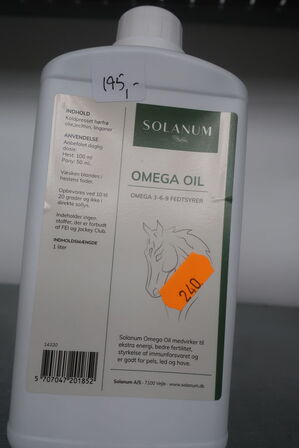 195,-
INDHOLD
Koldpresset hørfrø
olie, lecithin, lingoner
ANVENDELSE
Anbefalet daglig
dosis:
Hest: 100 ml
Pony: 50 ml.
Væsken blandes i
hestens foder.
Opbevares ved 10 til
20 grader og ikke i
direkte sollys.
Indeholder ingen
stoffer, der er forbudt
af FEI og Jockey Club.
INDHOLDSMÆNGDE
1 liter
14320
5 707047 201852
SOLANUM
OMEGA OIL
OMEGA 3-6-9 FEDTSYRER
240
Solanum Omega Oil medvirker til
ekstra energi, bedre fertilitet,
styrkelse af immunforsvaret og
er godt for pels, led og hove.
Solanum A/S · 7100 Vejle · www.solanum.dk